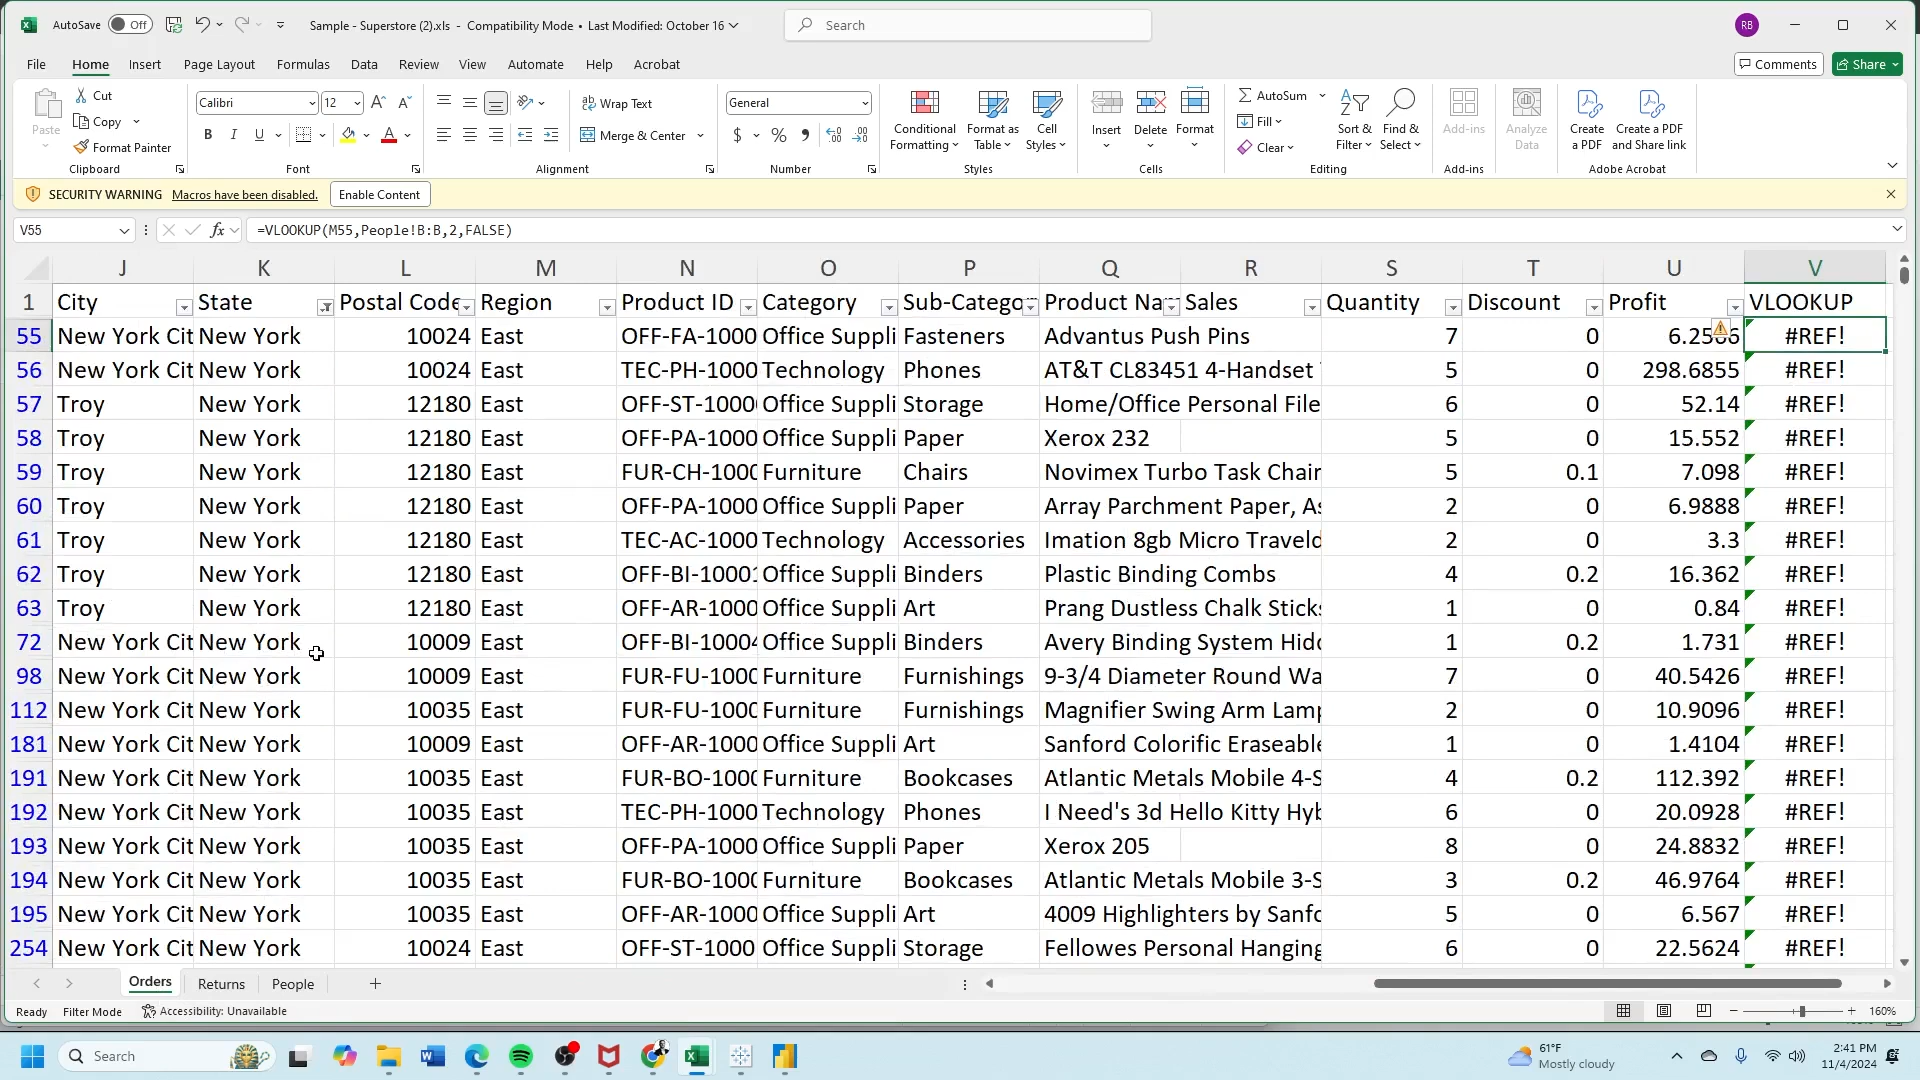 AutoSave Off Sample - Superstore (2).xls - Compatibility Mode • Last Modified: October 16 Search RB
File Home Insert Page Layout Formulas Data Review View Automate Help Acrobat Comments Share
Paste Cut Copy Format Painter Clipboard
Calibri 12 B I U Font
Wrap Text Merge & Center Alignment
General $ % Number
Conditional Formatting Format as Table Cell Styles Styles
Insert Delete Format Cells
AutoSum Fill Clear Sort & Filter Find & Select Editing
Add-ins Add-ins
Analyze Data
Create a PDF Create a PDF and Share link Adobe Acrobat
SECURITY WARNING Macros have been disabled. Enable Content
V55 fx =VLOOKUP(M55,People!B:B,2,FALSE)
J K L M N O P Q R S T U V
1 City State Postal Code Region Product ID Category Sub-Categor Product Nam Sales Quantity Discount Profit VLOOKUP
55 New York Cit New York 10024 East OFF-FA-1000 Office Suppli Fasteners Advantus Push Pins 7 0 #REF!
56 New York Cit New York 10024 East TEC-PH-1000 Technology Phones AT&T CL83451 4-Handset 5 0 298.6855 #REF!
57 Troy New York 12180 East OFF-ST-1000 Office Suppli Storage Home/Office Personal File 6 0 52.14 #REF!
58 Troy New York 12180 East OFF-PA-1000 Office Suppli Paper Xerox 232 5 0 15.552 #REF!
59 Troy New York 12180 East FUR-CH-1000 Furniture Chairs Novimex Turbo Task Chair 5 0.1 7.098 #REF!
60 Troy New York 12180 East OFF-PA-1000 Office Suppli Paper Array Parchment Paper, As 2 0 6.9888 #REF!
61 Troy New York 12180 East TEC-AC-1000 Technology Accessories Imation 8gb Micro Traveld 2 0 3.3 #REF!
62 Troy New York 12180 East OFF-BI-10001 Office Suppli Binders Plastic Binding Combs 4 0.2 16.362 #REF!
63 Troy New York 12180 East OFF-AR-1000 Office Suppli Art Prang Dustless Chalk Sticks 1 0 0.84 #REF!
72 New York Cit New York 10009 East OFF-BI-10004 Office Suppli Binders Avery Binding System Hidd 1 0.2 1.731 #REF!
98 New York Cit New York 10009 East FUR-FU-1000 Furniture Furnishings 9-3/4 Diameter Round Wa 7 0 40.5426 #REF!
112 New York Cit New York 10035 East FUR-FU-1000 Furniture Furnishings Magnifier Swing Arm Lamp 2 0 10.9096 #REF!
181 New York Cit New York 10009 East OFF-AR-1000 Office Suppli Art Sanford Colorific Eraseable 1 0 1.4104 #REF!
191 New York Cit New York 10035 East FUR-BO-1000 Furniture Bookcases Atlantic Metals Mobile 4-S 4 0.2 112.392 #REF!
192 New York Cit New York 10035 East TEC-PH-1000 Technology Phones I Need's 3d Hello Kitty Hyb 6 0 20.0928 #REF!
193 New York Cit New York 10035 East OFF-PA-1000 Office Suppli Paper Xerox 205 8 0 24.8832 #REF!
194 New York Cit New York 10035 East FUR-BO-1000 Furniture Bookcases Atlantic Metals Mobile 3-S 3 0.2 46.9764 #REF!
195 New York Cit New York 10035 East OFF-AR-1000 Office Suppli Art 4009 Highlighters by Sanfo 5 0 6.567 #REF!
254 New York Cit New York 10024 East OFF-ST-1000 Office Suppli Storage Fellowes Personal Hanging 6 0 22.5624 #REF!
Orders Returns People
Ready Filter Mode Accessibility: Unavailable 160%
Search 61°F Mostly cloudy 2:41 PM 11/4/2024